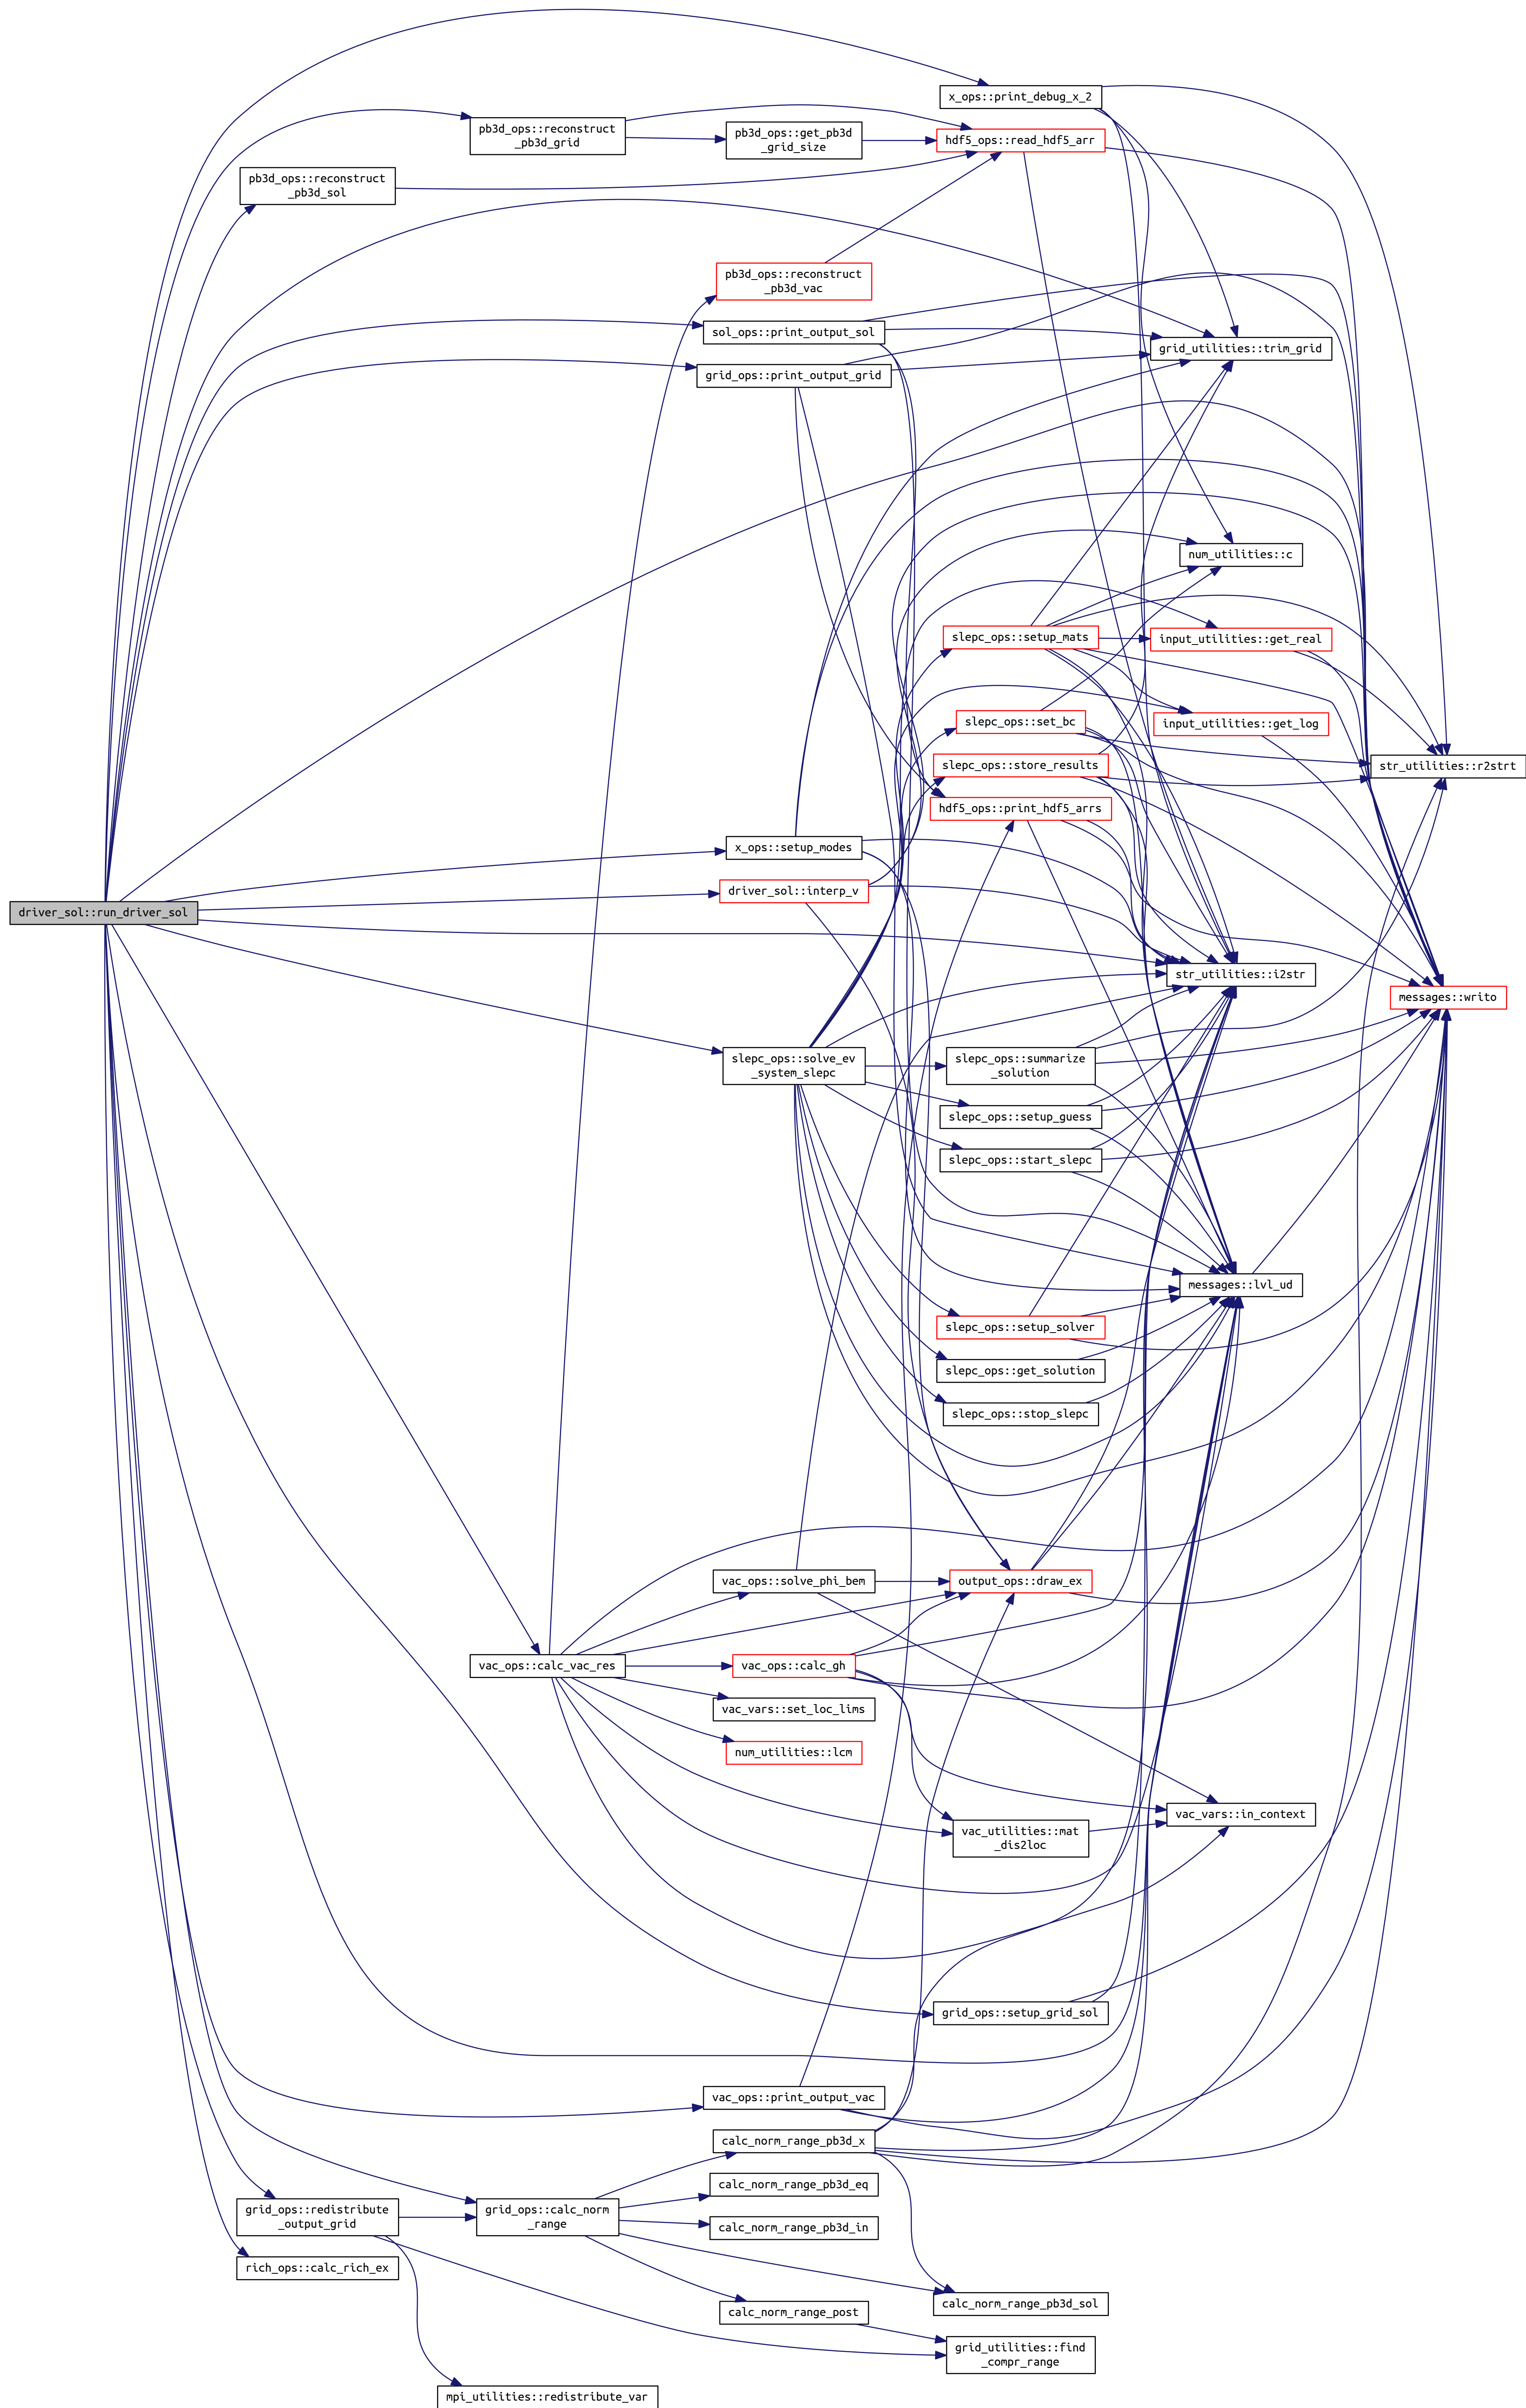 x_ops::print_debug_x_2
pb3d_ops::reconstruct
_pb3d_grid
pb3d_ops::get_pb3d
_grid_size
hdf5_ops::read_hdf5_arr
pb3d_ops::reconstruct
_pb3d_sol
pb3d_ops::reconstruct
_pb3d_vac
sol_ops::print_output_sol
grid_utilities::trim_grid
grid_ops::print_output_grid
num_utilities::c
slepc_ops::setup_mats
input_utilities::get_real
slepc_ops::set_bc
input_utilities::get_log
slepc_ops::store_results
str_utilities::r2strt
hdf5_ops::print_hdf5_arrs
x_ops::setup_modes
driver_sol::interp_v
driver_sol::run_driver_sol
str_utilities::i2str
messages::writo
slepc_ops::solve_ev
_system_slepc
slepc_ops::summarize
_solution
slepc_ops::setup_guess
slepc_ops::start_slepc
messages::lvl_ud
slepc_ops::setup_solver
slepc_ops::get_solution
slepc_ops::stop_slepc
vac_ops::solve_phi_bem
output_ops::draw_ex
vac_ops::calc_vac_res
vac_ops::calc_gh
vac_vars::set_loc_lims
num_utilities::lcm
vac_utilities::mat
_dis2loc
vac_vars::in_context
grid_ops::setup_grid_sol
vac_ops::print_output_vac
calc_norm_range_pb3d_x
calc_norm_range_pb3d_eq
grid_ops::redistribute
_output_grid
grid_ops::calc_norm
_range
calc_norm_range_pb3d_in
rich_ops::calc_rich_ex
calc_norm_range_pb3d_sol
calc_norm_range_post
grid_utilities::find
_compr_range
mpi_utilities::redistribute_var